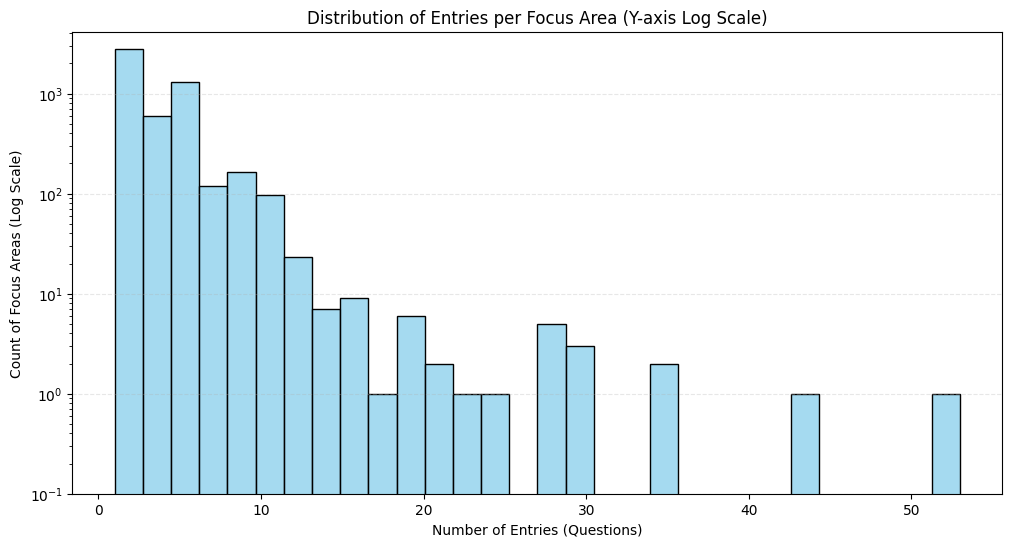 Distribution of Entries per Focus Area (Y-axis Log Scale)
Count of Focus Areas (Log Scale)
10³
10²
10¹
10⁰
10⁻¹
0 10 20 30 40 50
Number of Entries (Questions)